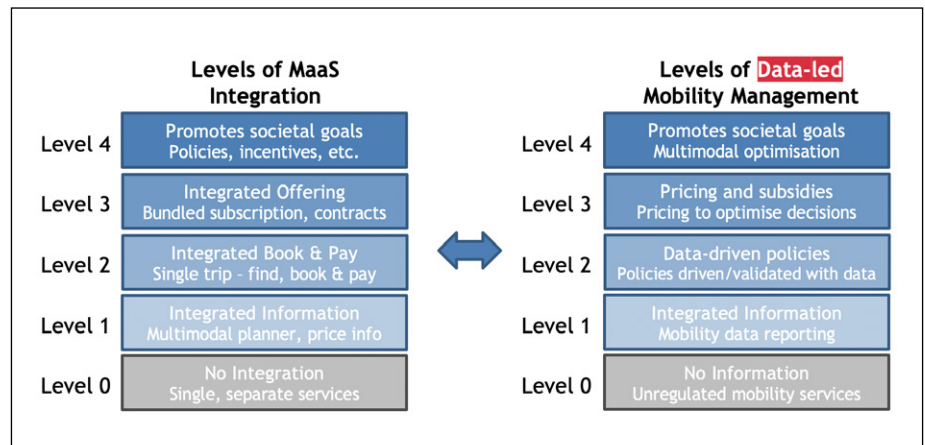 Levels of MaaS
Integration
Level 4
Promotes societal goals
Policies, incentives, etc.
Level 3
Integrated Offering
Bundled subscription, contracts
Level 2
Integrated Book & Pay
Single trip – find, book & pay
Level 1
Integrated Information
Multimodal planner, price info
Level 0
No Integration
Single, separate services
Levels of Data-led
Mobility Management
Level 4
Promotes societal goals
Multimodal optimisation
Level 3
Pricing and subsidies
Pricing to optimise decisions
Level 2
Data-driven policies
Policies driven/validated with data
Level 1
Integrated Information
Mobility data reporting
Level 0
No Information
Unregulated mobility services